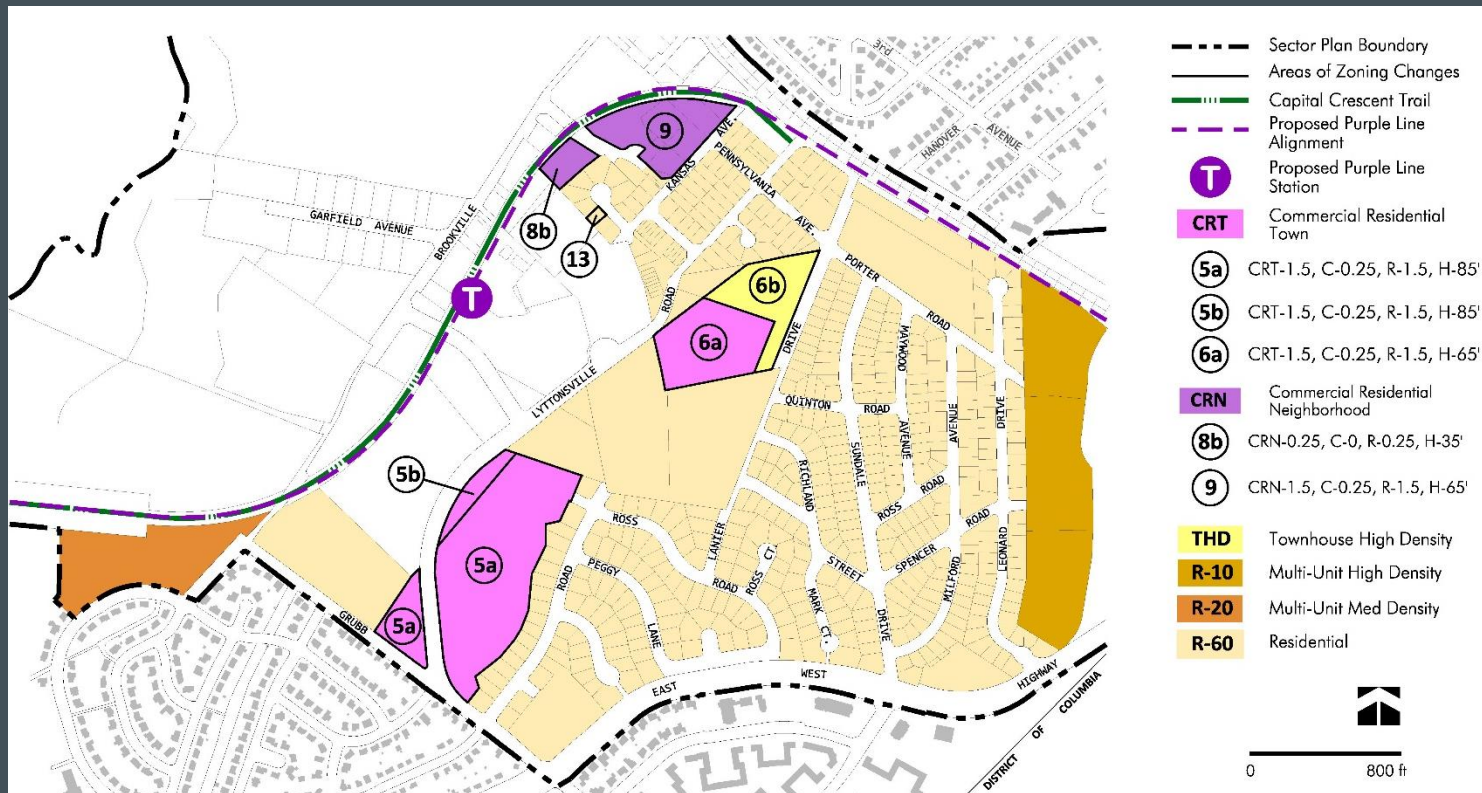 3rd
HANOVER
AVENUE
9
KANSAS
AVE.
PENNSYLVANIA
AVE.
GARFIELD AVENUE
BROOKVILLE
8b
13
T
ROAD
6b
6a
DRIVE
PORTER
ROAD
MAYWOOD
AVENUE
LYTTONSVILLE
QUINTON
ROAD
SUNDALE
AVENUE
DRIVE
5b
RICHLAND
ROSS
ROAD
ROAD
5a
ROSS
LANIER
ROSS CT.
STREET
SPENCER
LEONARD
PEGGY
ROAD
ROAD
MILFORD
GRUBB
5a
LANE
MARK CT.
DRIVE
EAST
WEST
HIGHWAY
DISTRICT OF COLUMBIA
Sector Plan Boundary
Areas of Zoning Changes
Capital Crescent Trail
Proposed Purple Line
Alignment
T
Proposed Purple Line
Station
CRT
Commercial Residential
Town
5a CRT-1.5, C-0.25, R-1.5, H-85'
5b CRT-1.5, C-0.25, R-1.5, H-85'
6a CRT-1.5, C-0.25, R-1.5, H-65'
CRN
Commercial Residential
Neighborhood
8b CRN-0.25, C-0, R-0.25, H-35'
9 CRN-1.5, C-0.25, R-1.5, H-65'
THD Townhouse High Density
R-10 Multi-Unit High Density
R-20 Multi-Unit Med Density
R-60 Residential
0 800 ft